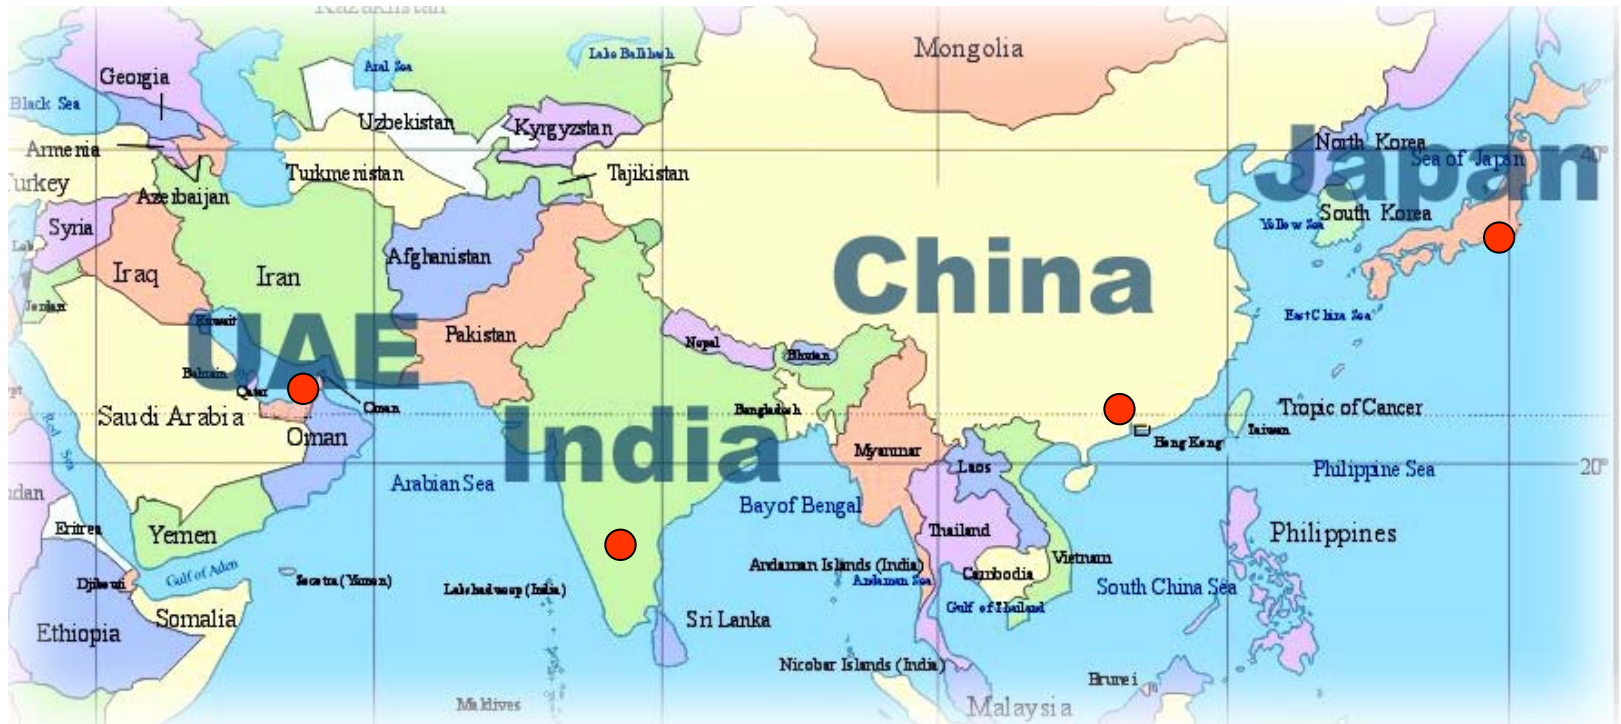 Kazakhstan
Mongolia
Georgia
Aral Sea
Lake Balkhash
Black Sea
Uzbekistan
Kyrgyzstan
North Korea
Japan
Armenia
Sea of Japan
40°
Turkmenistan
Tajikistan
Turkey
Azerbaijan
Syria
South Korea
Yellow Sea
Afghanistan
China
Iraq
Iran
Jordan
Kuwait
UAE
Pakistan
East China Sea
Nepal
Bhutan
Bahrain
Qatar
Oman
Saudi Arabia
India
Bangladesh
Tropic of Cancer
Taiwan
Oman
Red Sea
Myanmar
Hong Kong
Laos
20°
Philippine Sea
Arabian Sea
Bay of Bengal
Eritrea
Yemen
Thailand
Philippines
Vietnam
Gulf of Aden
Andaman Islands (India)
Cambodia
Djibouti
Socotra (Yemen)
Lakshadweep (India)
Andaman Sea
South China Sea
Gulf of Thailand
Somalia
Sri Lanka
Ethiopia
Nicobar Islands (India)
Brunei
Maldives
Malaysia